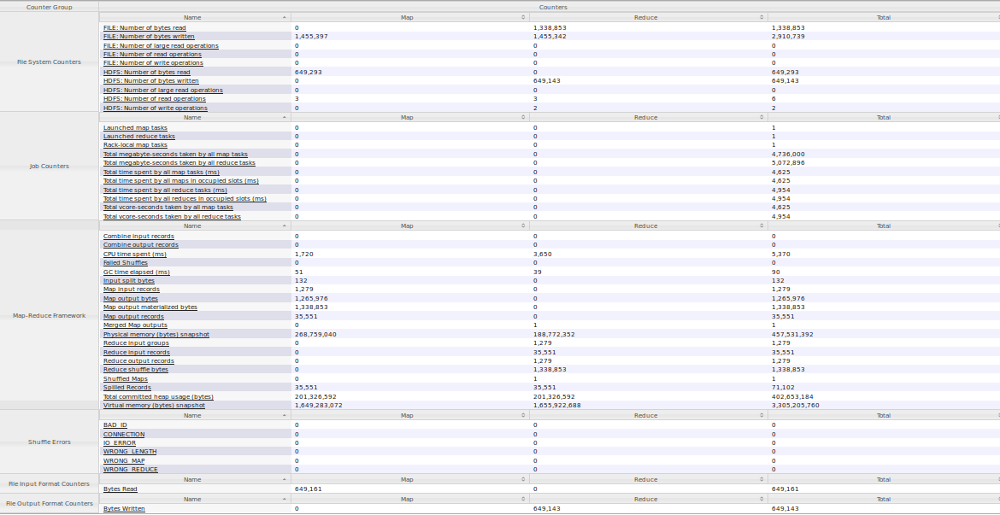 Counter Group Counters
Name Map Reduce Total
File System Counters
FILE: Number of bytes read 0 1,338,853 1,338,853
FILE: Number of bytes written 1,455,397 1,455,342 2,910,739
FILE: Number of large read operations 0 0 0
FILE: Number of read operations 0 0 0
FILE: Number of write operations 0 0 0
HDFS: Number of bytes read 649,293 0 649,293
HDFS: Number of bytes written 0 649,143 649,143
HDFS: Number of large read operations 0 0 0
HDFS: Number of read operations 3 3 6
HDFS: Number of write operations 0 2 2
Name Map Reduce Total
Job Counters
Launched map tasks 0 0 1
Launched reduce tasks 0 0 1
Rack-local map tasks 0 0 1
Total megabyte-seconds taken by all map tasks 0 0 4,736,000
Total megabyte-seconds taken by all reduce tasks 0 0 5,072,896
Total time spent by all map tasks (ms) 0 0 4,625
Total time spent by all maps in occupied slots (ms) 0 0 4,625
Total time spent by all reduce tasks (ms) 0 0 4,954
Total time spent by all reduces in occupied slots (ms) 0 0 4,954
Total vcore-seconds taken by all map tasks 0 0 4,625
Total vcore-seconds taken by all reduce tasks 0 0 4,954
Name Map Reduce Total
Map-Reduce Framework
Combine input records 0 0 0
Combine output records 0 0 0
CPU time spent (ms) 1,720 3,650 5,370
Failed Shuffles 0 0 0
GC time elapsed (ms) 51 39 90
Input split bytes 132 0 132
Map input records 1,279 0 1,279
Map output bytes 1,265,976 0 1,265,976
Map output materialized bytes 1,338,853 0 1,338,853
Map output records 35,551 0 35,551
Merged Map outputs 0 1 1
Physical memory (bytes) snapshot 268,759,040 188,772,352 457,531,392
Reduce input groups 0 1,279 1,279
Reduce input records 0 35,551 35,551
Reduce output records 0 1,279 1,279
Reduce shuffle bytes 0 1,338,853 1,338,853
Shuffled Maps 0 1 1
Spilled Records 35,551 35,551 71,102
Total committed heap usage (bytes) 201,326,592 201,326,592 402,653,184
Virtual memory (bytes) snapshot 1,649,283,072 1,655,922,688 3,305,205,760
Name Map Reduce Total
Shuffle Errors
BAD_ID 0 0 0
CONNECTION 0 0 0
IO_ERROR 0 0 0
WRONG_LENGTH 0 0 0
WRONG_MAP 0 0 0
WRONG_REDUCE 0 0 0
Name Map Reduce Total
File Input Format Counters
Bytes Read 649,161 0 649,161
Name Map Reduce Total
File Output Format Counters
Bytes Written 0 649,143 649,143